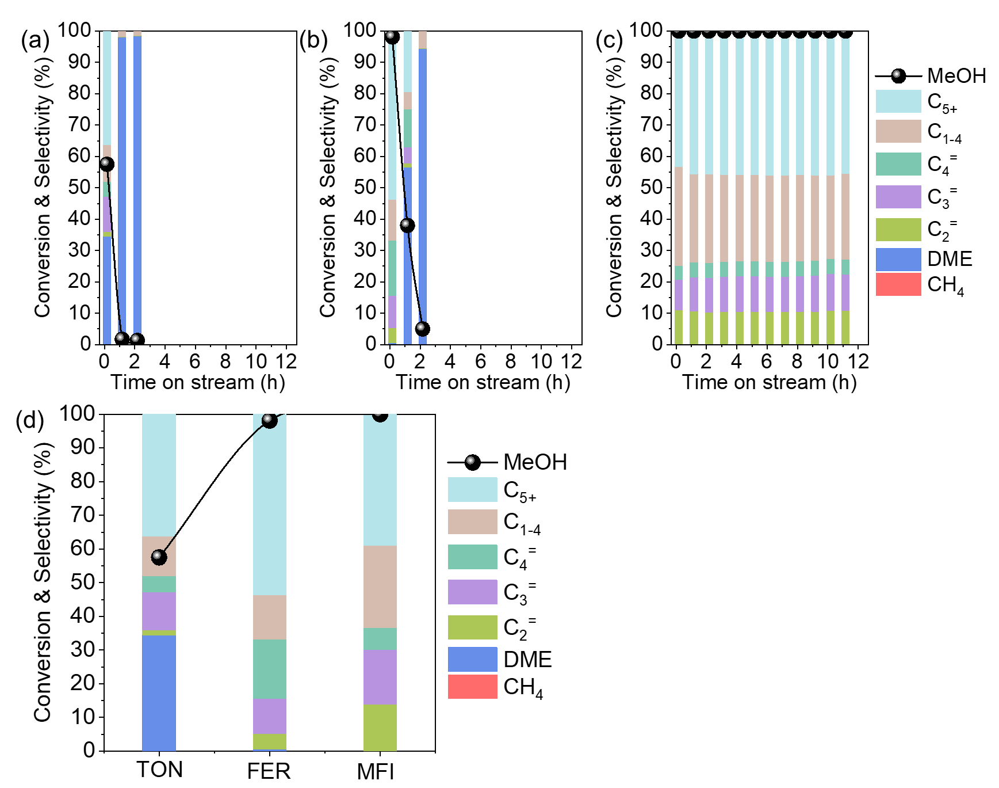 (a)
Conversion & Selectivity (%)
100
90
80
70
60
50
40
30
20
10
0
0 2 4 6 8 10 12
Time on stream (h)
(b)
Conversion & Selectivity (%)
100
90
80
70
60
50
40
30
20
10
0
0 2 4 6 8 10 12
Time on stream (h)
(c)
Conversion & Selectivity (%)
100
90
80
70
60
50
40
30
20
10
0
0 2 4 6 8 10 12
Time on stream (h)
MeOH
C5+
C1-4
C4=
C3=
C2=
DME
CH4
(d)
Conversion & Selectivity (%)
100
90
80
70
60
50
40
30
20
10
0
TON FER MFI
MeOH
C5+
C1-4
C4=
C3=
C2=
DME
CH4